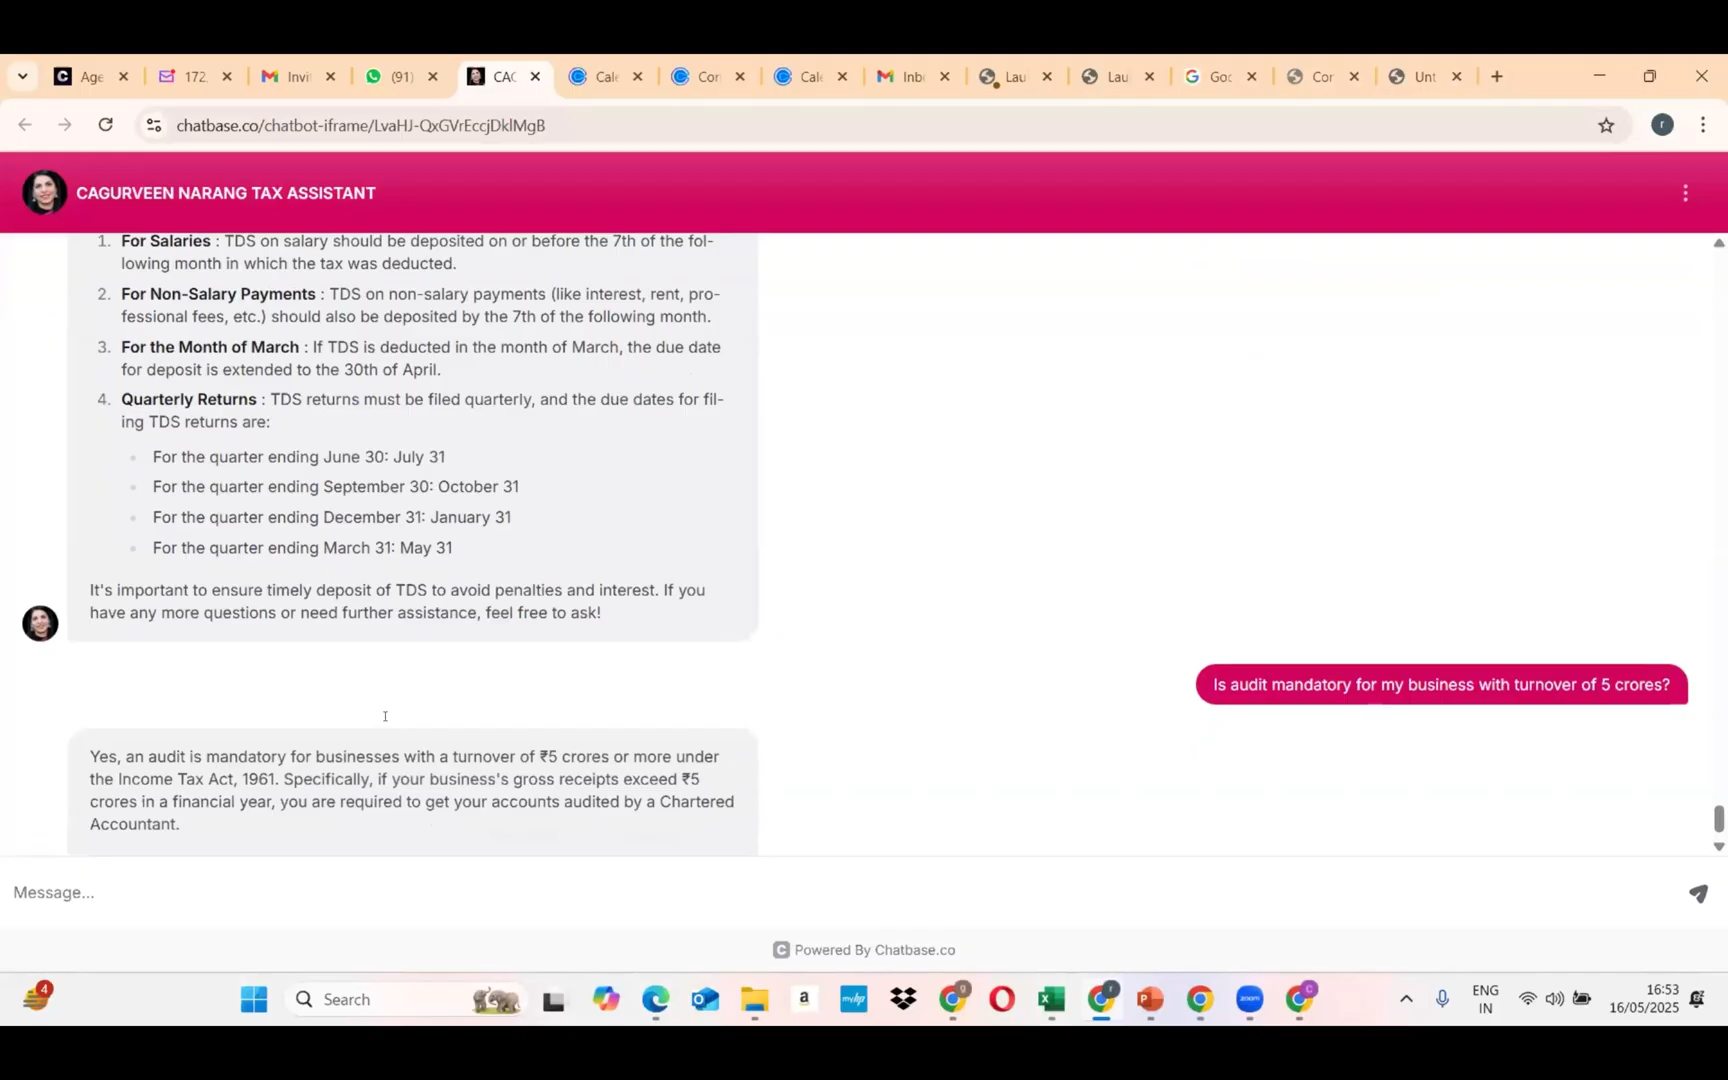 Age
172.
Invi
(91)
CAG
Cale
Con
Cale
Inbo
Lau
Lau
Goo
Cor
Unt
chatbase.co/chatbot-iframe/LvaHJ-QxGVrEccjDklMgB
r
CAGURVEEN NARANG TAX ASSISTANT
1. For Salaries : TDS on salary should be deposited on or before the 7th of the fol-
lowing month in which the tax was deducted.
2. For Non-Salary Payments : TDS on non-salary payments (like interest, rent, pro-
fessional fees, etc.) should also be deposited by the 7th of the following month.
3. For the Month of March : If TDS is deducted in the month of March, the due date
for deposit is extended to the 30th of April.
4. Quarterly Returns : TDS returns must be filed quarterly, and the due dates for fil-
ing TDS returns are:
For the quarter ending June 30: July 31
For the quarter ending September 30: October 31
For the quarter ending December 31: January 31
For the quarter ending March 31: May 31
It's important to ensure timely deposit of TDS to avoid penalties and interest. If you
have any more questions or need further assistance, feel free to ask!
Is audit mandatory for my business with turnover of 5 crores?
Yes, an audit is mandatory for businesses with a turnover of ₹5 crores or more under
the Income Tax Act, 1961. Specifically, if your business's gross receipts exceed ₹5
crores in a financial year, you are required to get your accounts audited by a Chartered
Accountant.
Message...
Powered By Chatbase.co
4
Search
a
myhp
zoom
ENG
IN
16:53
16/05/2025